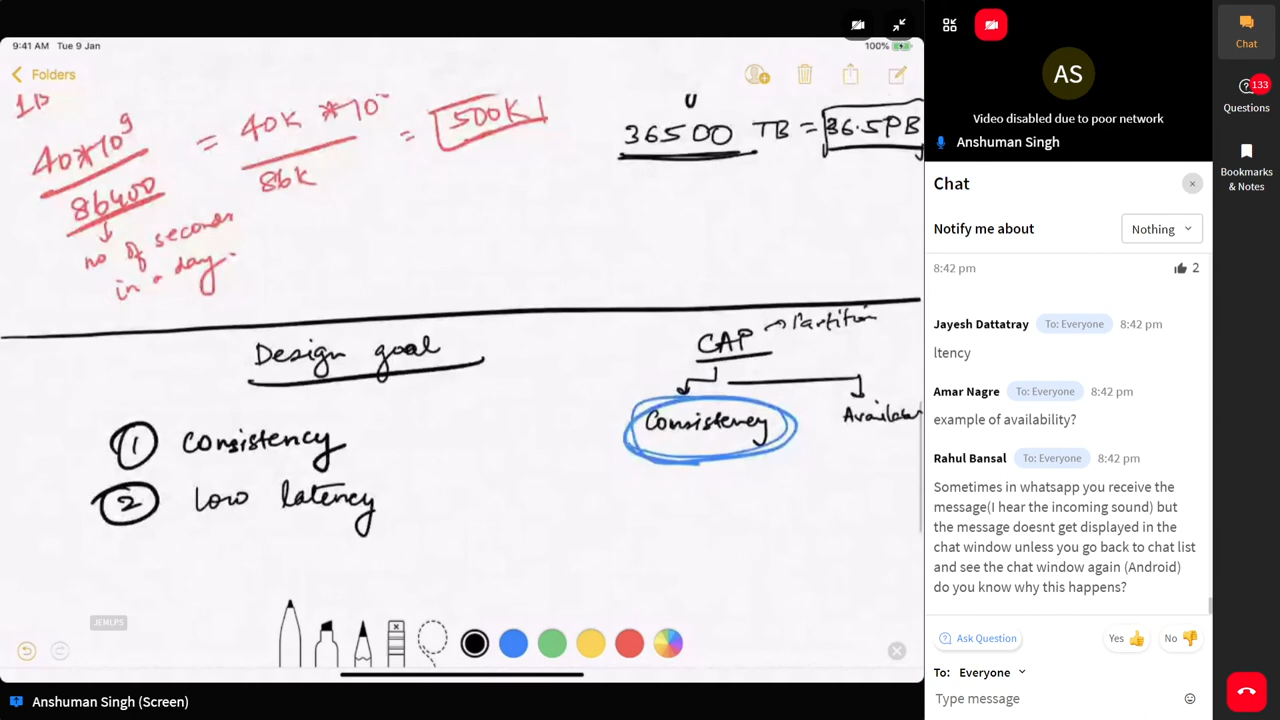 9:41 AM Tue 9 Jan
100%
Folders
40*10⁹
86400
=
40K *10
86K
=
500K
no of seconds
in a day.
36500 TB = 36.5PB
Design goal
CAP → Partition
Consistency
① Consistency
② Low latency
JEMLPS
Anshuman Singh (Screen)
AS
Video disabled due to poor network
Anshuman Singh
Chat
Notify me about
Nothing
8:42 pm
2
Jayesh Dattatray To: Everyone 8:42 pm
ltency
Amar Nagre To: Everyone 8:42 pm
example of availability?
Rahul Bansal To: Everyone 8:42 pm
Sometimes in whatsapp you receive the
message(I hear the incoming sound) but
the message doesnt get displayed in the
chat window unless you go back to chat list
and see the chat window again (Android)
do you know why this happens?
Ask Question
Yes
No
To: Everyone
Type message
Chat
133
Questions
Bookmarks
& Notes